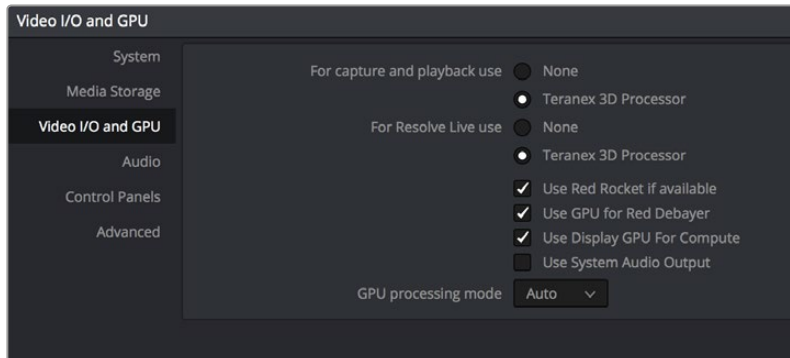 Video I/O and GPU
System
Media Storage
Video I/O and GPU
Audio
Control Panels
Advanced
For capture and playback use None
Teranex 3D Processor
For Resolve Live use None
Teranex 3D Processor
Use Red Rocket if available
Use GPU for Red Debayer
Use Display GPU For Compute
Use System Audio Output
GPU processing mode Auto